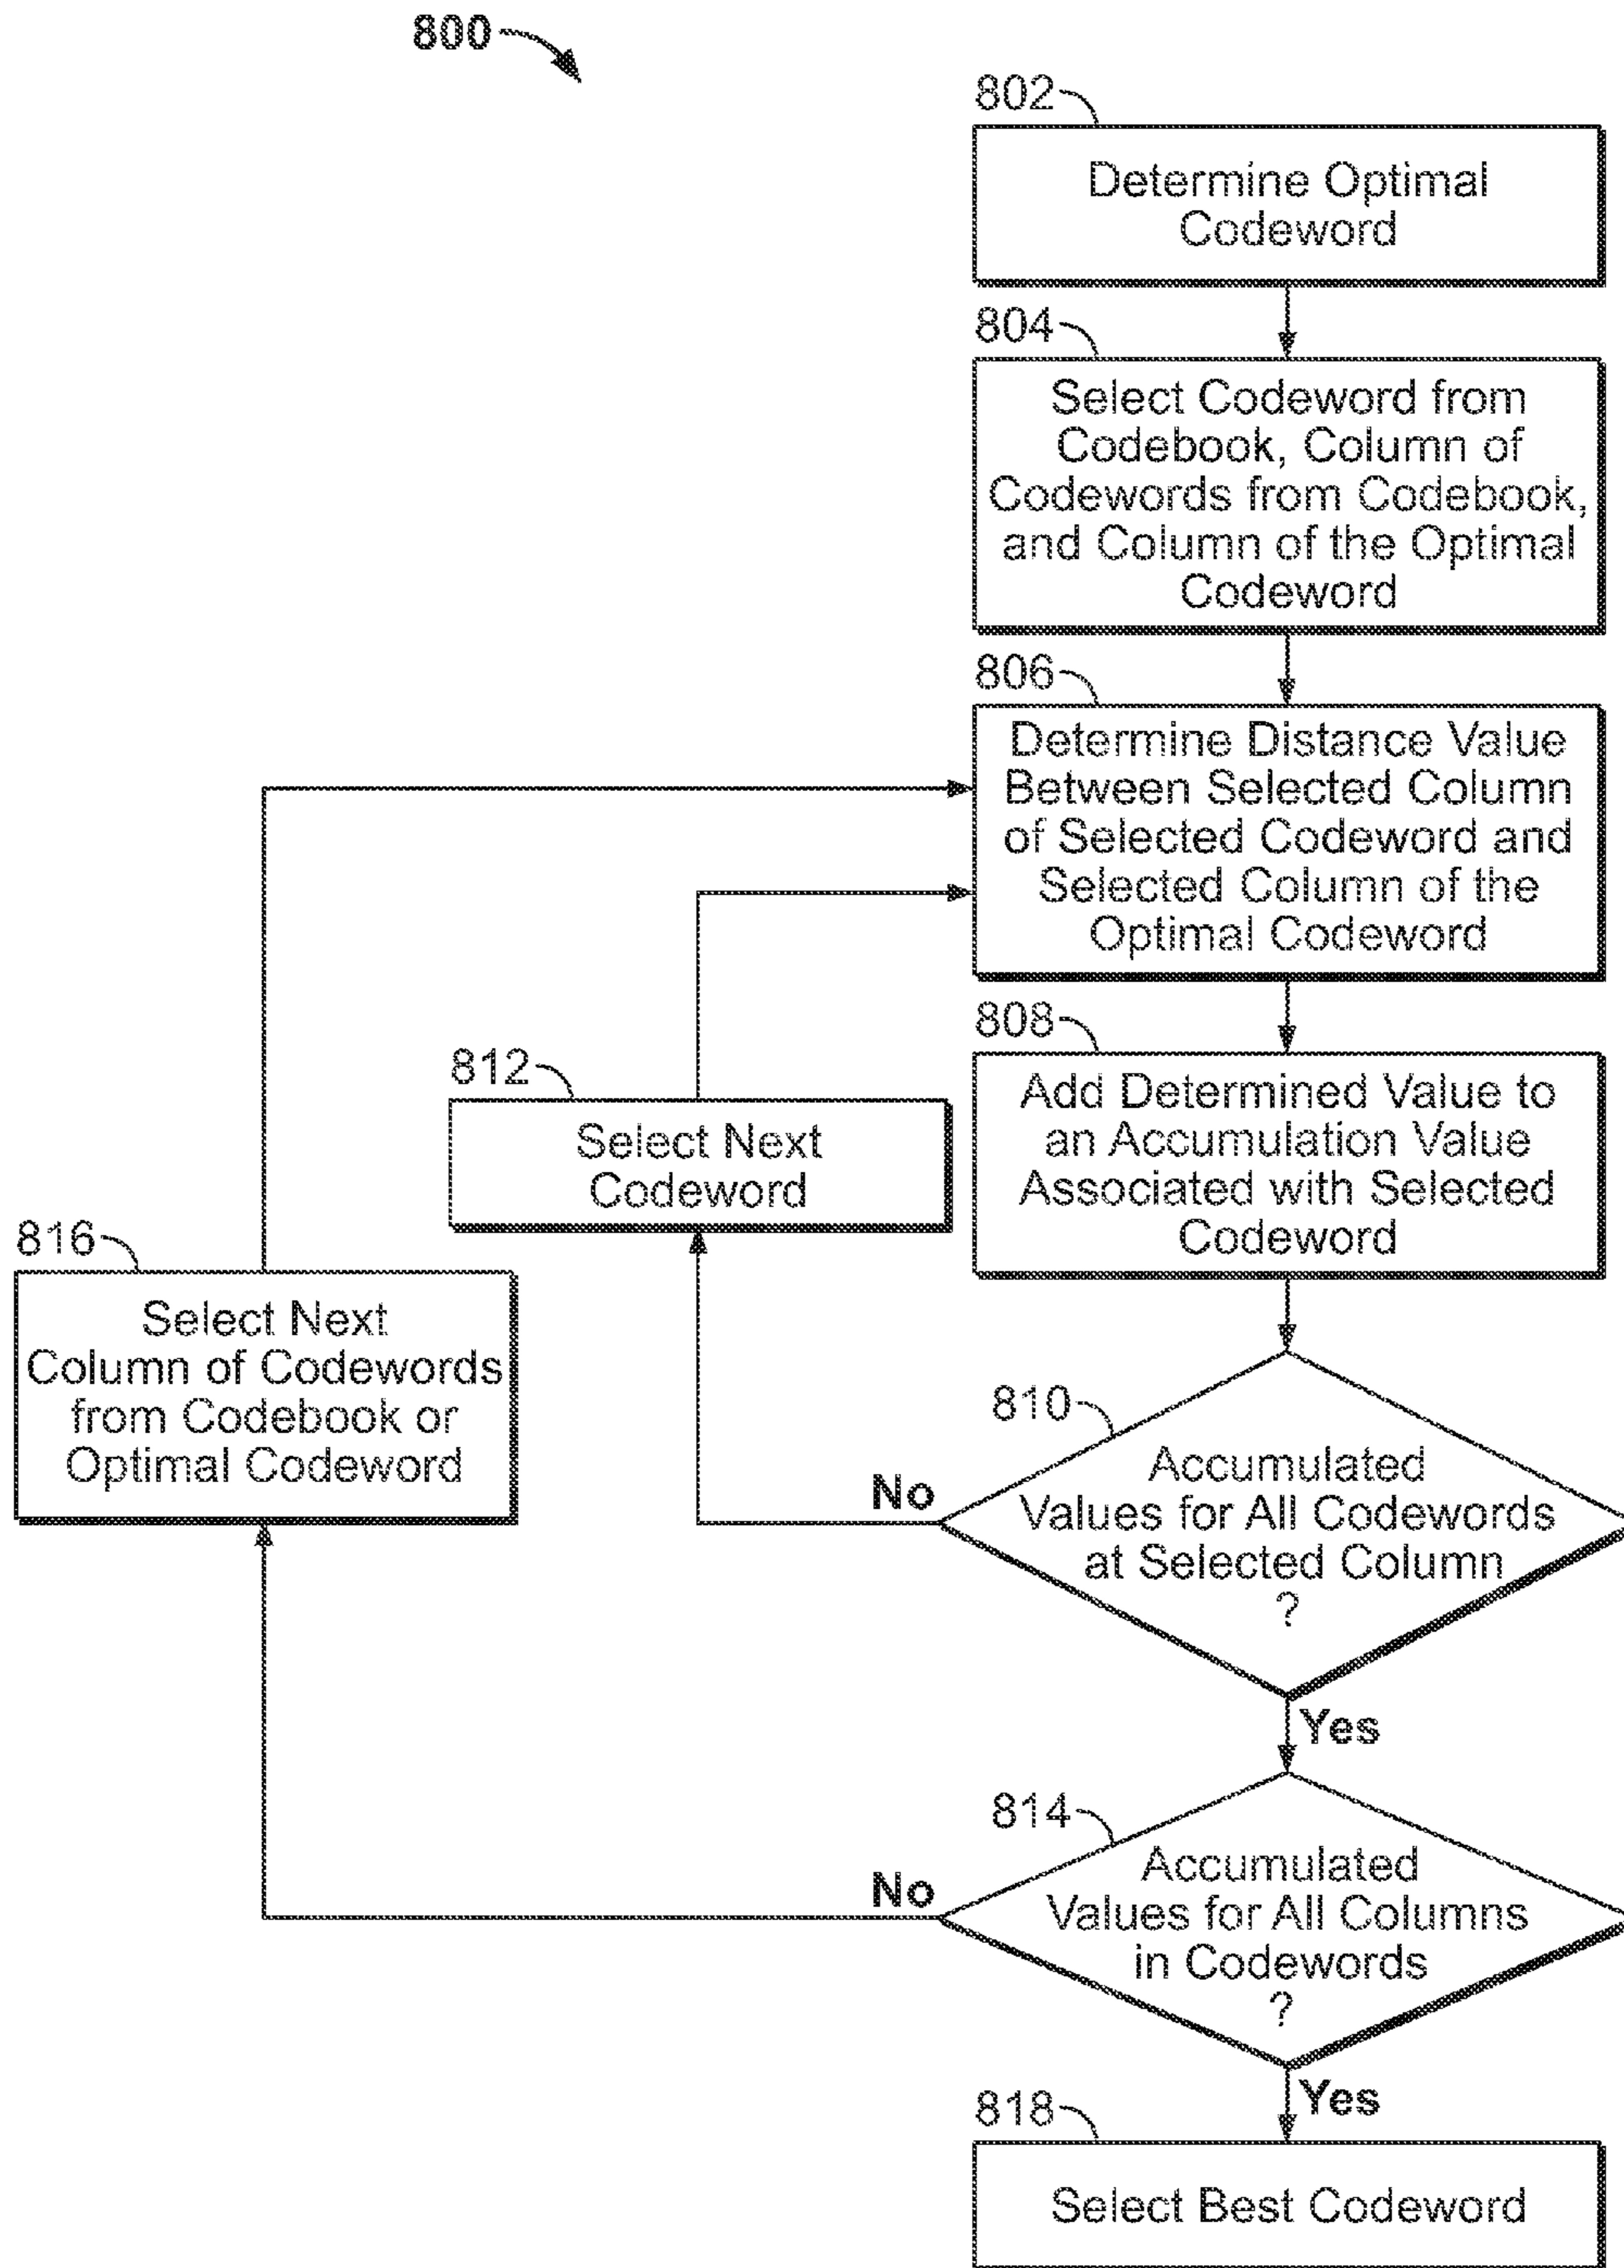 800
802
Determine Optimal
Codeword
804
Select Codeword from
Codebook, Column of
Codewords from Codebook,
and Column of the Optimal
Codeword
806
Determine Distance Value
Between Selected Column
of Selected Codeword and
Selected Column of the
Optimal Codeword
808
Add Determined Value to
an Accumulation Value
Associated with Selected
Codeword
812
Select Next
Codeword
816
Select Next
Column of Codewords
from Codebook or
Optimal Codeword
810
Accumulated
Values for All Codewords
at Selected Column
?
No
Yes
814
Accumulated
Values for All Columns
in Codewords
?
No
Yes
818
Select Best Codeword